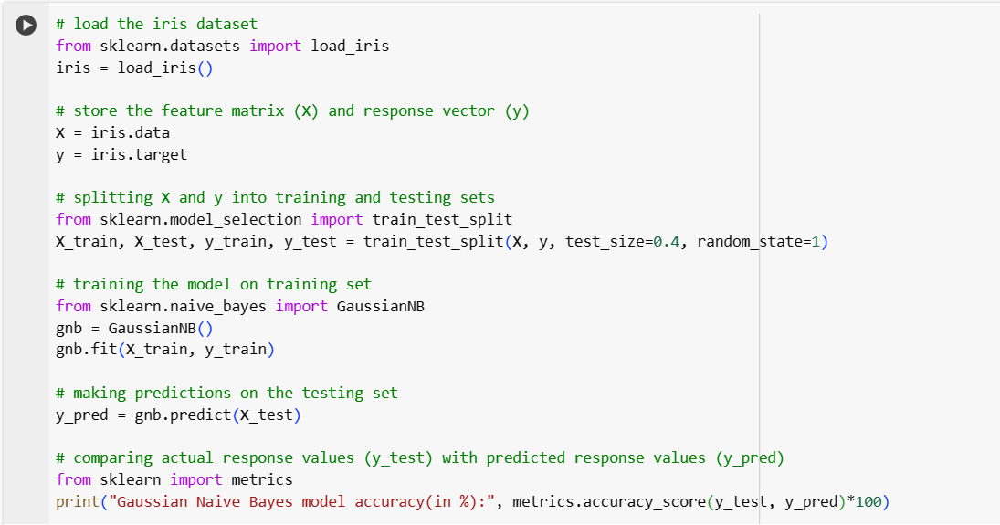 # load the iris dataset
from sklearn.datasets import load_iris
iris = load_iris()
# store the feature matrix (X) and response vector (y)
X = iris.data
y = iris.target
# splitting X and y into training and testing sets
from sklearn.model_selection import train_test_split
X_train, X_test, y_train, y_test = train_test_split(X, y, test_size=0.4, random_state=1)
# training the model on training set
from sklearn.naive_bayes import GaussianNB
gnb = GaussianNB()
gnb.fit(X_train, y_train)
# making predictions on the testing set
y_pred = gnb.predict(X_test)
# comparing actual response values (y_test) with predicted response values (y_pred)
from sklearn import metrics
print("Gaussian Naive Bayes model accuracy(in %):", metrics.accuracy_score(y_test, y_pred)*100)